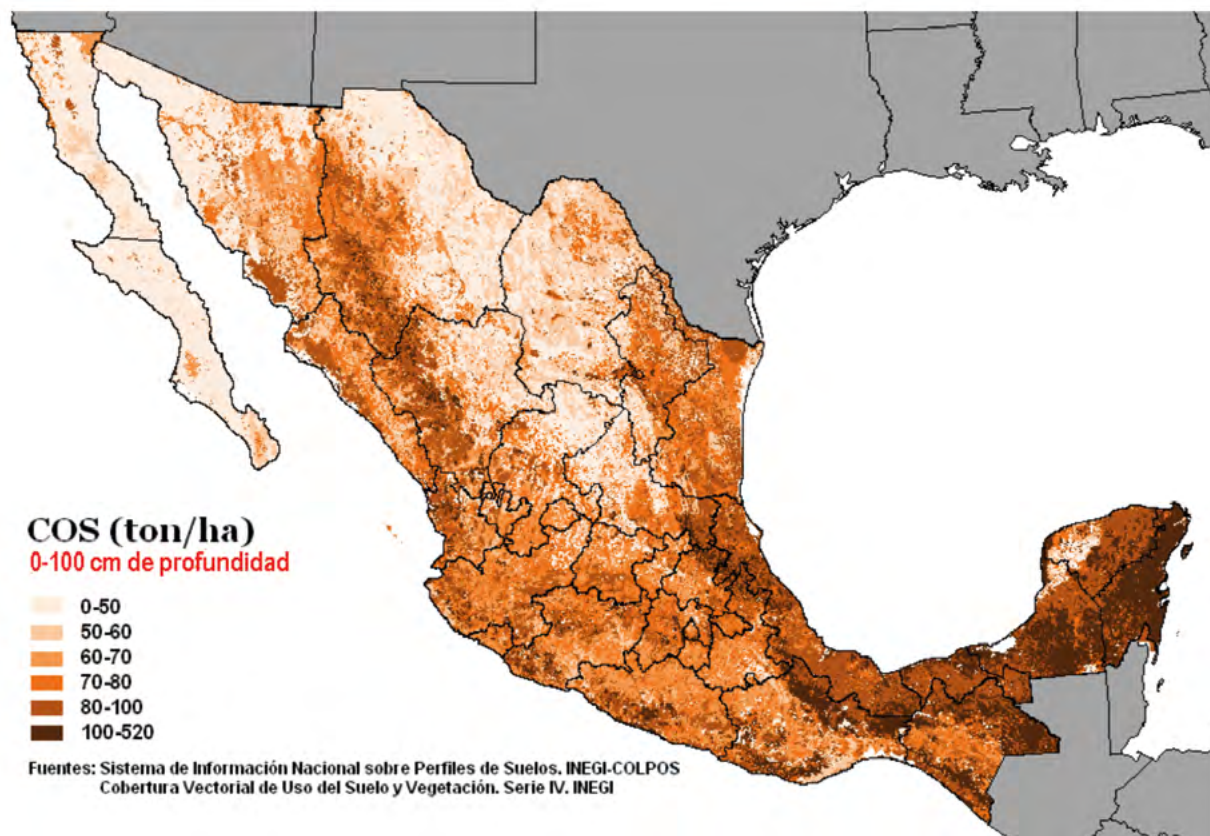 COS (ton/ha)
0-100 cm de profundidad
0-50
50-60
60-70
70-80
80-100
100-520
Fuentes: Sistema de Información Nacional sobre Perfiles de Suelos. INEGI-COLPOS
Cobertura Vectorial de Uso del Suelo y Vegetación. Serie IV. INEGI